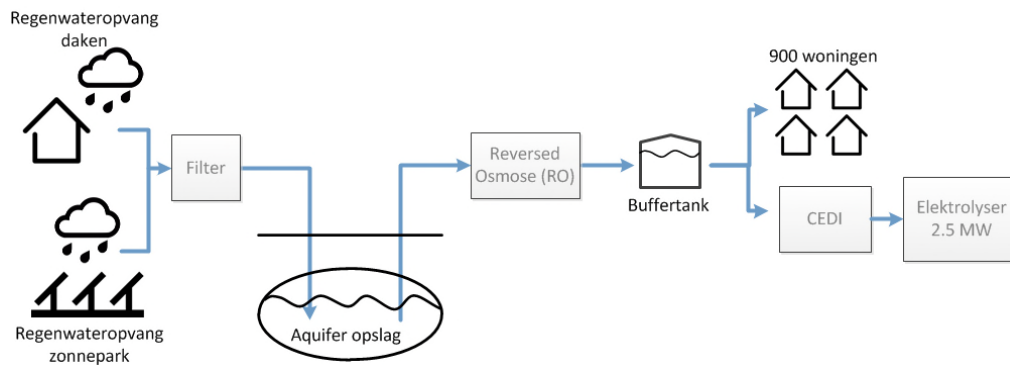 Regenwateropvang
daken
Filter
Regenwateropvang
zonnepark
Aquifer opslag
Reversed
Osmose (RO)
Buffertank
900 woningen
CEDI
Elektrolyser
2.5 MW